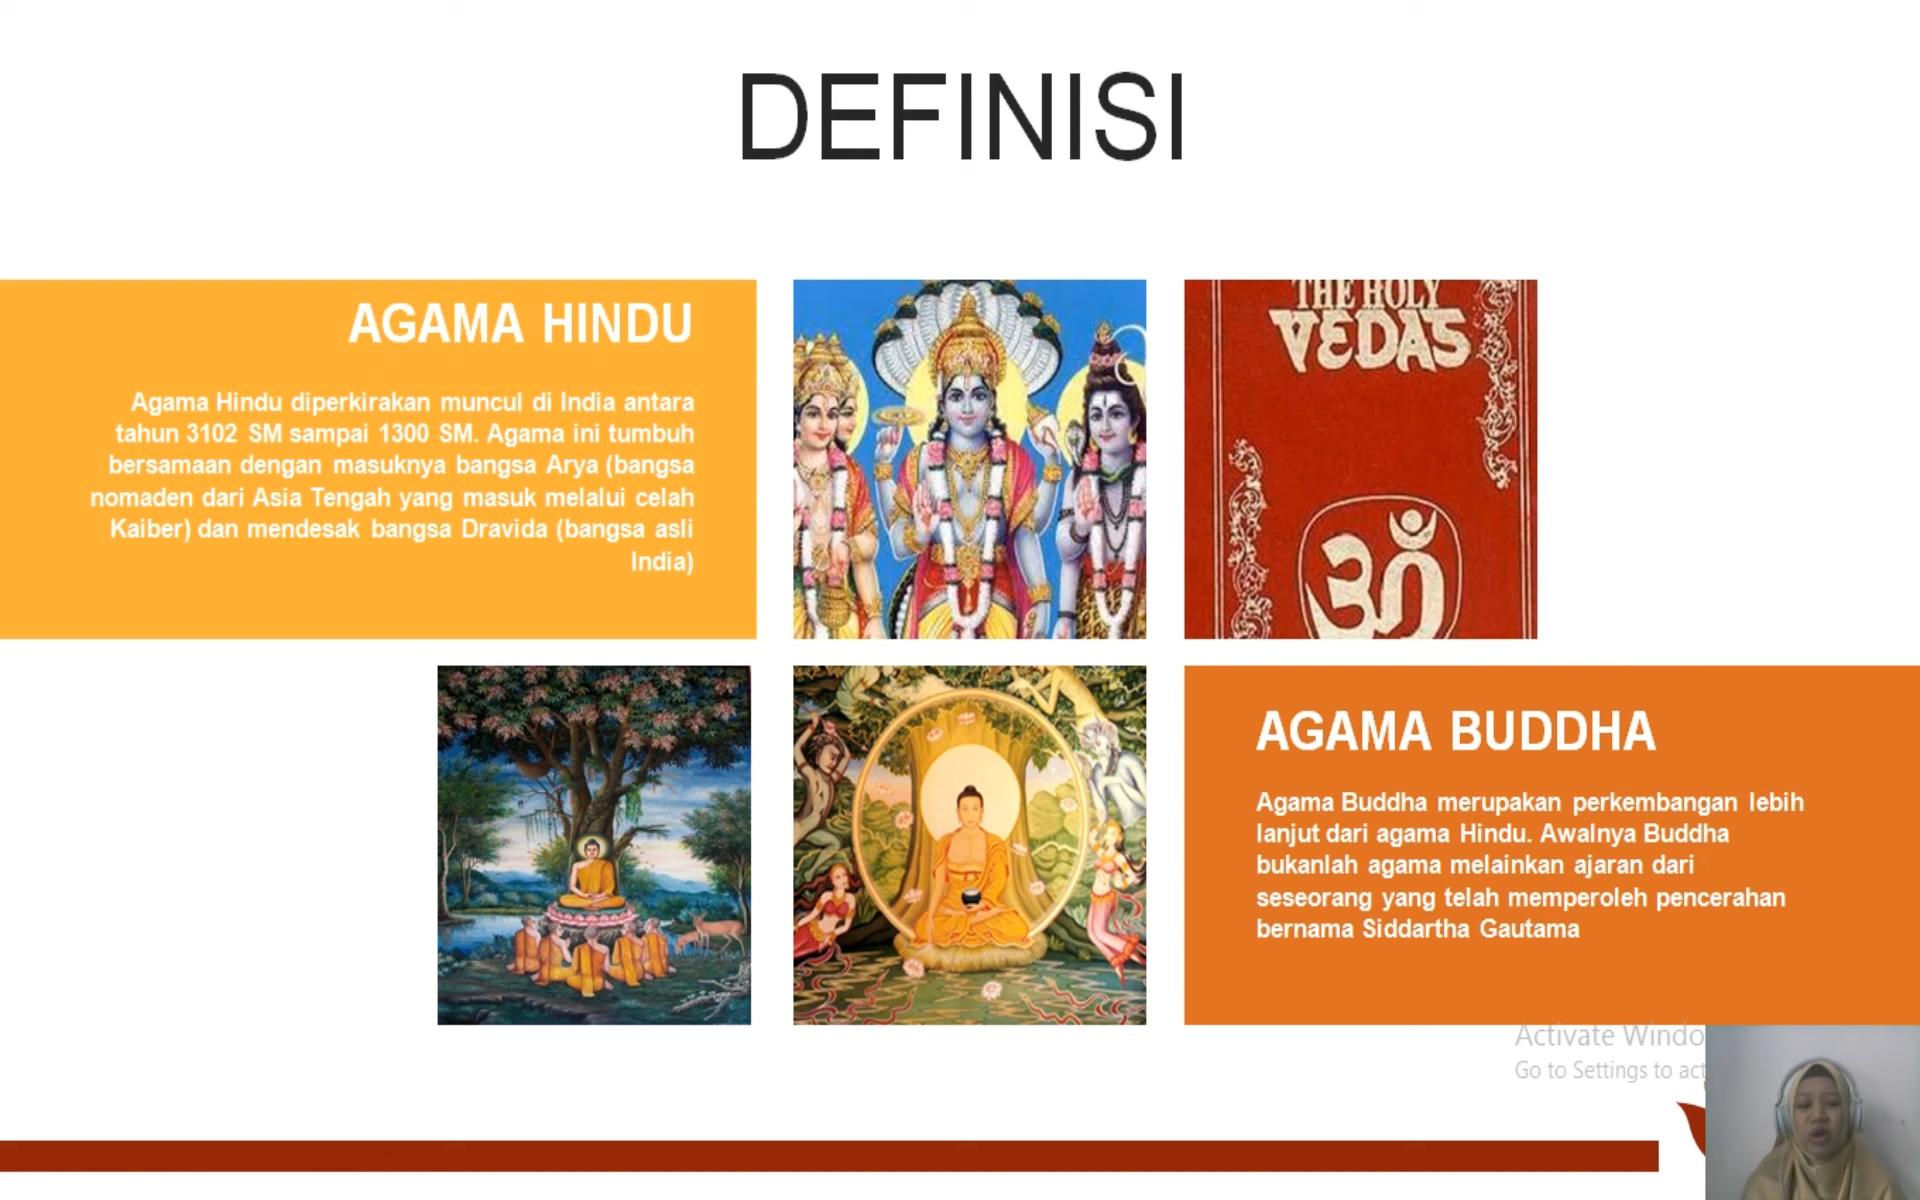 DEFINISI
AGAMA HINDU
Agama Hindu diperkirakan muncul di India antara
tahun 3102 SM sampai 1300 SM. Agama ini tumbuh
bersamaan dengan masuknya bangsa Arya (bangsa
nomaden dari Asia Tengah yang masuk melalui celah
Kaiber) dan mendesak bangsa Dravida (bangsa asli
India)
THE HOLY
VEDAS
ॐ
AGAMA BUDDHA
Agama Buddha merupakan perkembangan lebih
lanjut dari agama Hindu. Awalnya Buddha
bukanlah agama melainkan ajaran dari
seseorang yang telah memperoleh pencerahan
bernama Siddartha Gautama
Activate Windo
Go to Settings to act